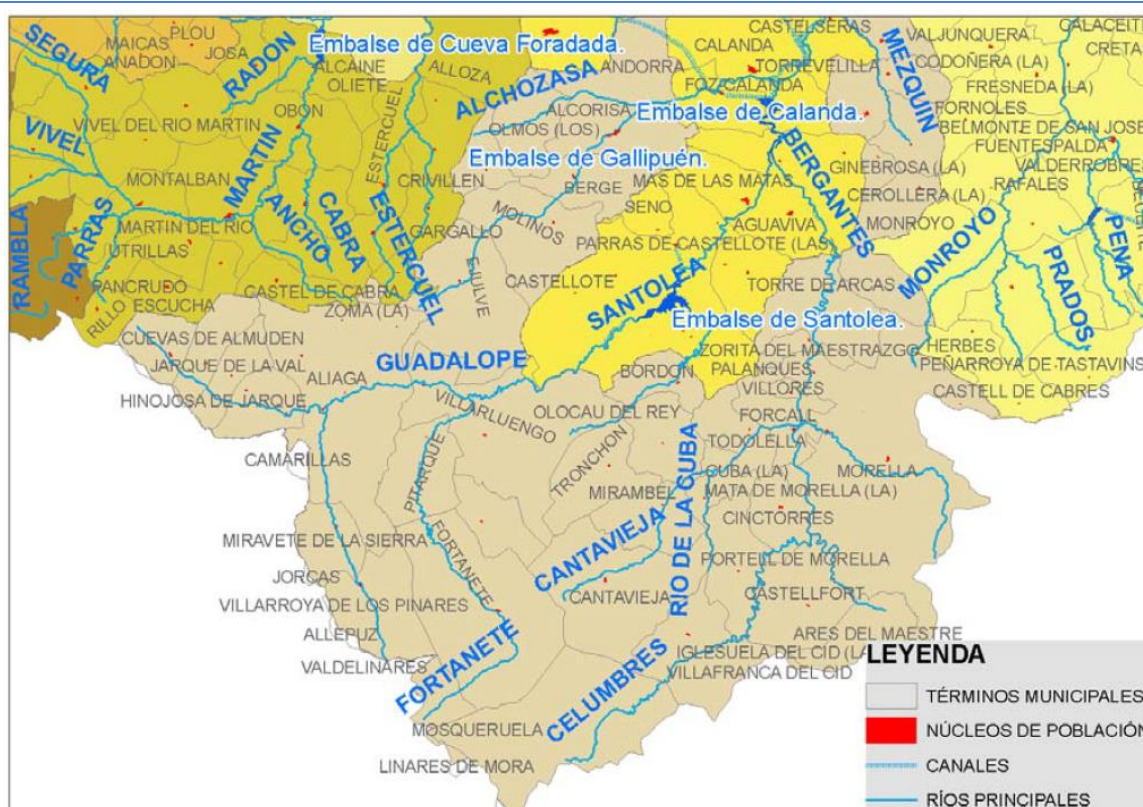 SEGURA
PLOU
MAICAS
ANADON
JOSA
RADON
Embalse de Cueva Foradada.
ALCAINE
OLIETE
ALLOZA
ANDORRA
CASTELSERAS
CALANDA
TORREVELILLA
FOZ CALANDA
MEZQUIN
VALJUNQUERA
CALACEIT
CODOÑERA (LA)
CRETA
FRESNEDA (LA)
FORNOLES
BELMONTE DE SAN JOSE
FUENTESPALDA
VALDERROBRE
RAFALES
VIVEL
VIVEL DEL RIO MARTIN
OBON
ALCHOZASA
ALCORISA
OLMOS (LOS)
Embalse de Calanda.
Embalse de Gallipuén.
BERGANTES
GINEBROSA (LA)
CEROLLERA (LA)
MONROYO
MONTALBAN
MARTIN
ANCHO
CABRA
ESTERCUEL
ESTERCUEL
CRIVILLEN
BERGE
MAS DE LAS MATAS
SENO
AGUAVIVA
MOLINOS
GARGALLO
PARRAS DE CASTELLOTE (LAS)
MONROYO
PRADOS
PENA
RAMBLA
PARRAS
MARTIN DEL RIO
UTRILLAS
PANCRUDO
RILLO
ESCUCHA
CASTEL DE CABRA
ZOMA (LA)
EJULVE
CASTELLOTE
SANTOLEA
TORRE DE ARCAS
Embalse de Santolea.
CUEVAS DE ALMUDEN
JARQUE DE LA VAL
ALIAGA
HINOJOSA DE JARQUE
GUADALOPE
BORDON
ZORITA DEL MAESTRAZGO
PALANQUES
VILLORES
HERBES
PEÑARROYA DE TASTAVINS
CASTELL DE CABRES
VILLARLUENGO
OLOCAU DEL REY
FORCALL
TODOLELLA
CAMARILLAS
PITARQUE
TRONCHON
MIRAMBEL
RIO DE LA CUBA
CUBA (LA)
MORELLA
MATA DE MORELLA (LA)
CINCTORRES
MIRAVETE DE LA SIERRA
FORTANETE
CANTAVIEJA
PORTELL DE MORELLA
JORCAS
VILLARROYA DE LOS PINARES
CANTAVIEJA
CASTELLFORT
ALLEPUZ
VALDELINARES
FORTANETE
CELUMBRES
ARES DEL MAESTRE
IGLESUELA DEL CID (LA
VILLAFRANCA DEL CID
MOSQUERUELA
LINARES DE MORA
LEYENDA
TÉRMINOS MUNICIPALES
NÚCLEOS DE POBLACIÓN
CANALES
RÍOS PRINCIPALES